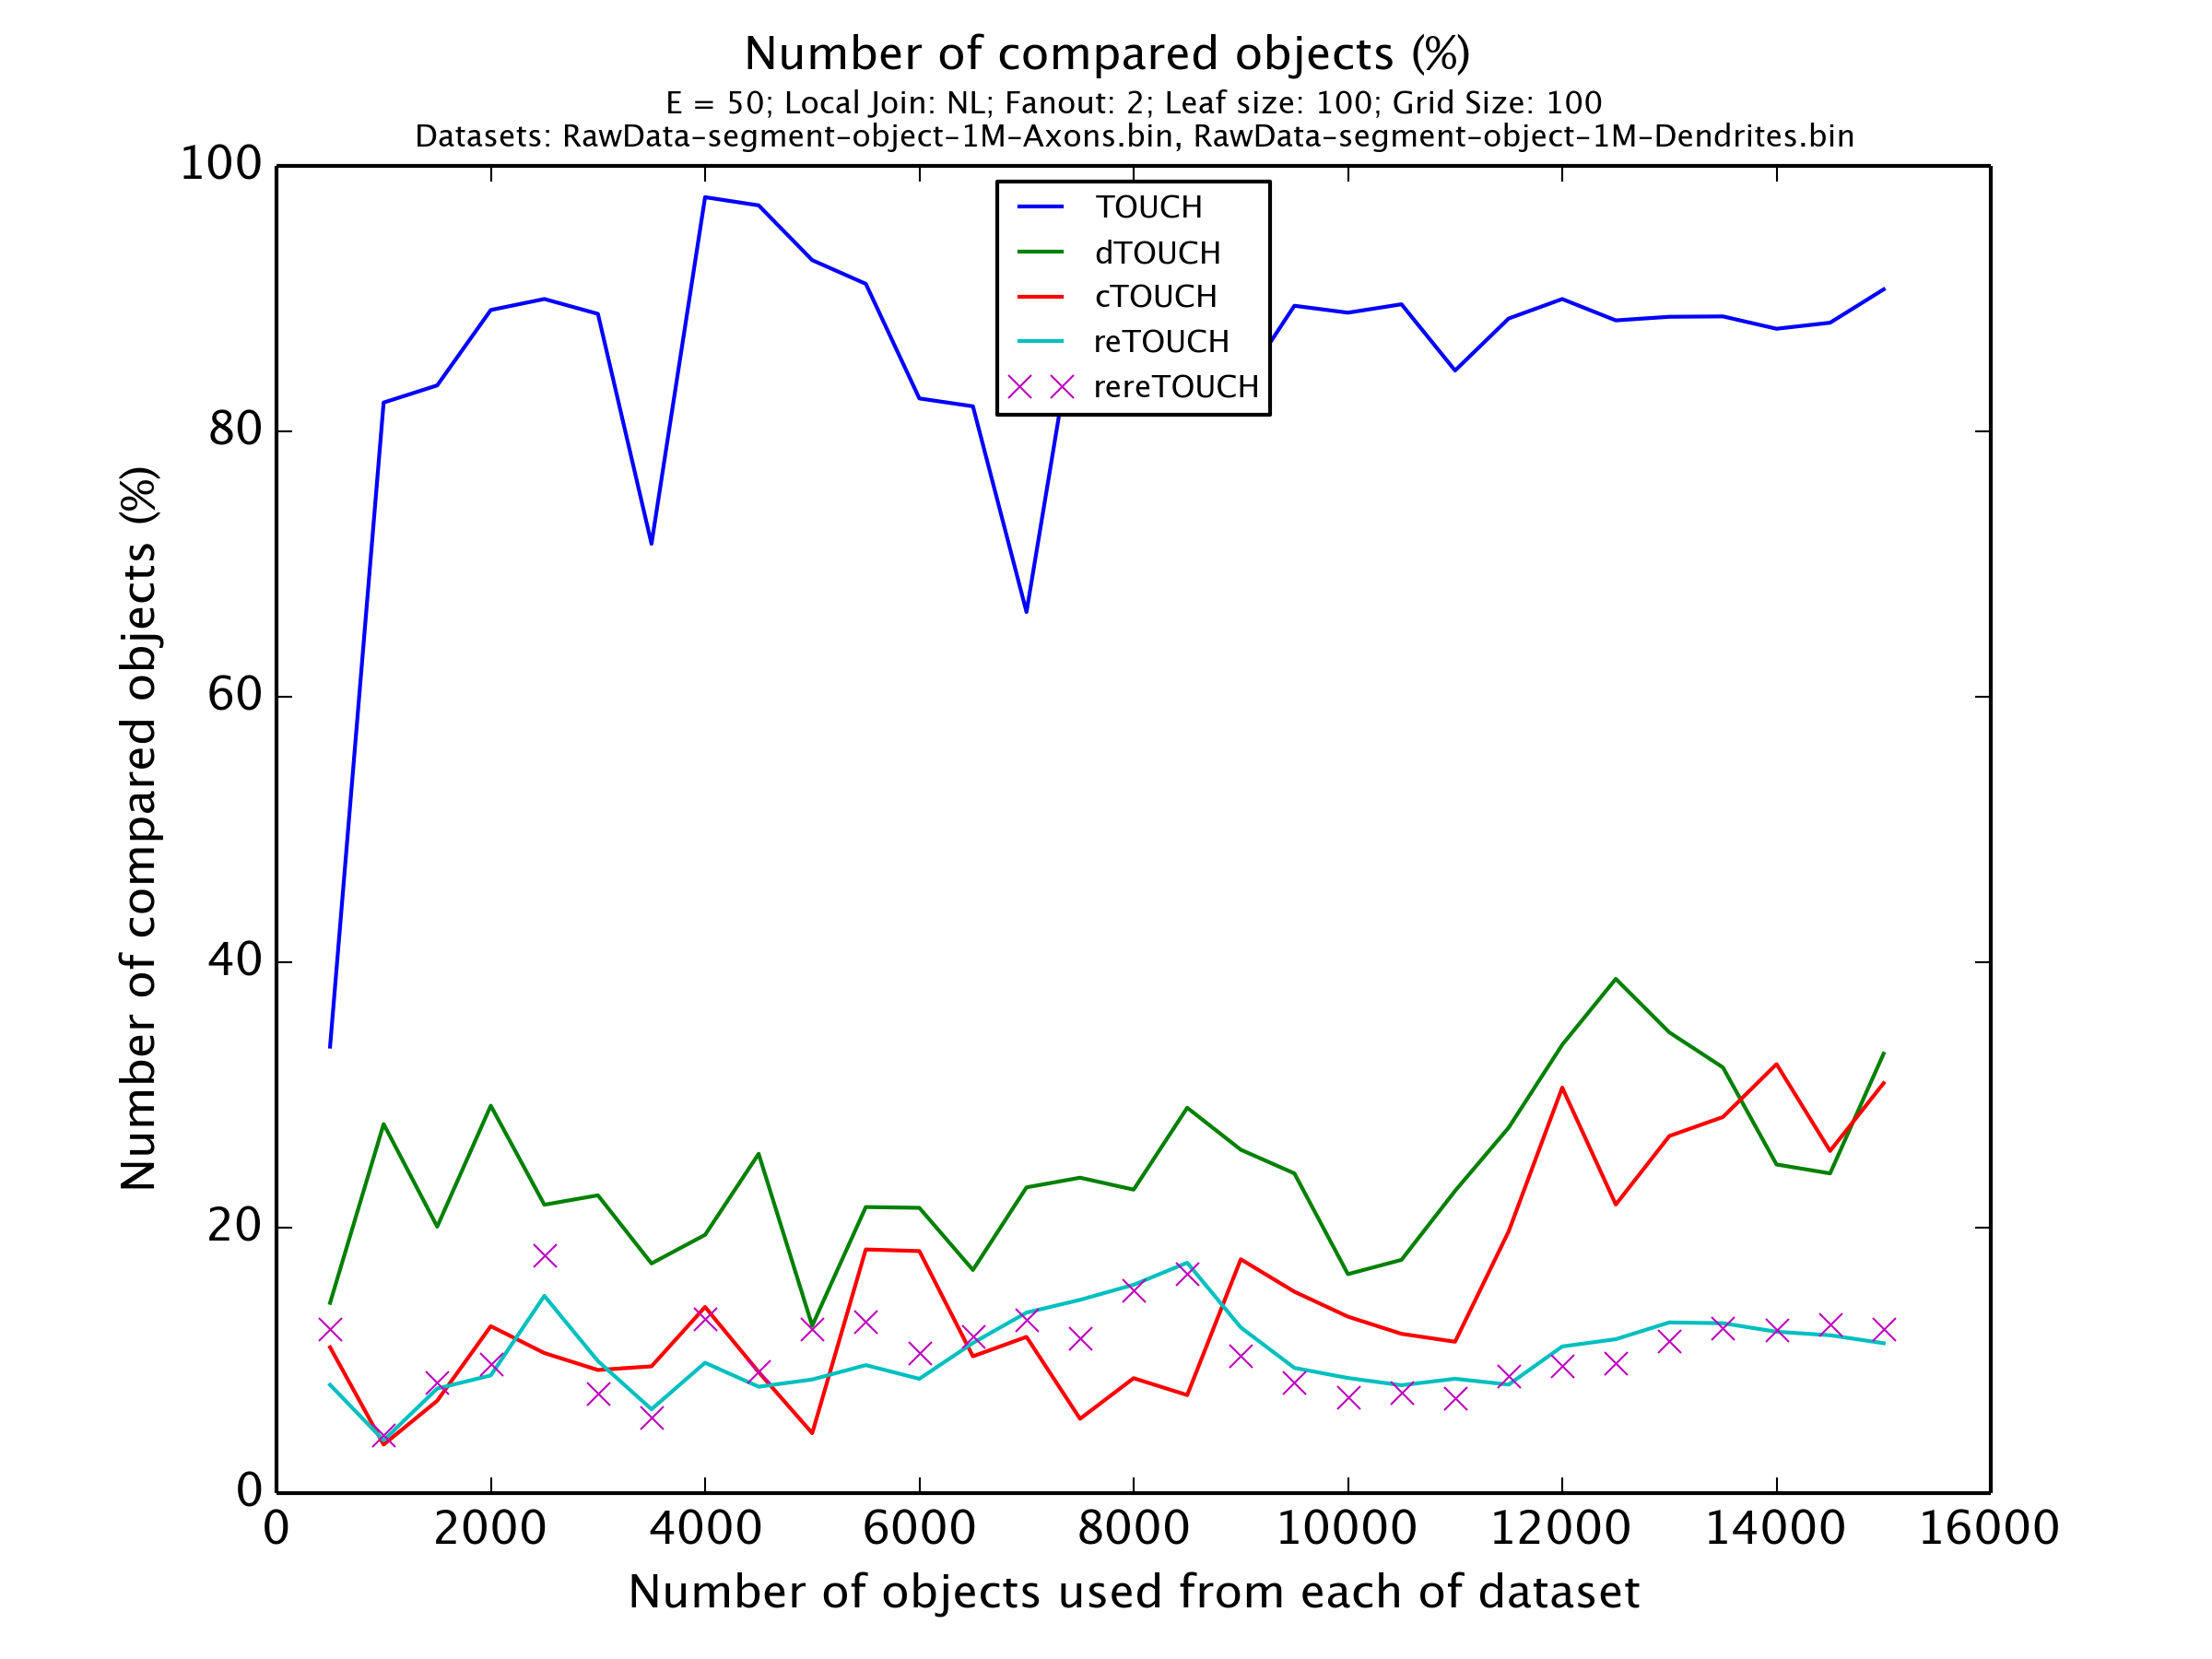 Number of compared objects (%)
E = 50; Local Join: NL; Fanout: 2; Leaf size: 100; Grid Size: 100
Datasets: RawData-segment-object-1M-Axons.bin, RawData-segment-object-1M-Dendrites.bin
100
80
60
40
20
0
Number of compared objects (%)
TOUCH
dTOUCH
cTOUCH
reTOUCH
rereTOUCH
0 2000 4000 6000 8000 10000 12000 14000 16000
Number of objects used from each of dataset